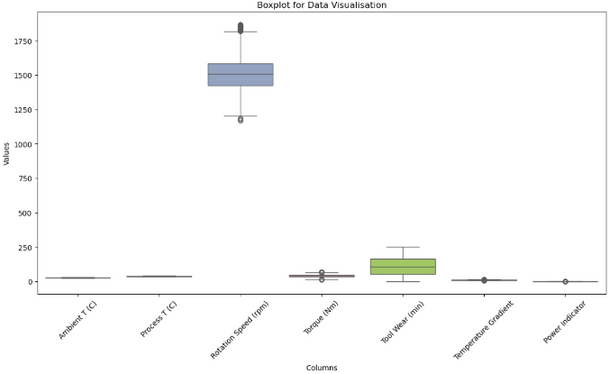 Boxplot for Data Visualisation
1750
1500
1250
1000
750
500
250
0
Values
Ambient T (C)
Process T (C)
Rotation Speed (rpm)
Torque (Nm)
Tool Wear (min)
Temperature Gradient
Power Indicator
Columns